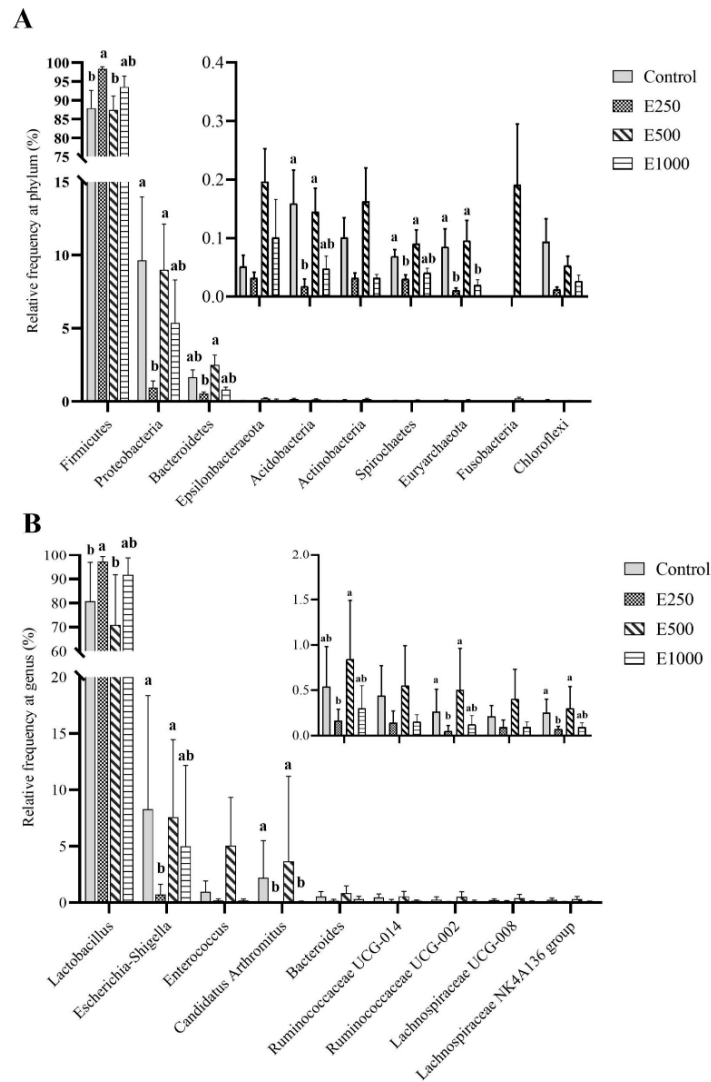 A
Relative frequency at phylum (%)
100
95
90
85
80
75
15
10
5
0
b a b ab
a b a ab
ab b a ab
0.4
0.3
0.2
0.1
0.0
a b a ab
a b a ab
a b a b
Control
E250
E500
E1000
Firmicutes
Proteobacteria
Bacteroidetes
Epsilonbacteraeota
Acidobacteria
Actinobacteria
Spirochaetes
Euryarchaeota
Fusobacteria
Chloroflexi
B
Relative frequency at genus (%)
100
90
80
70
60
20
15
10
5
0
b a b ab
a b a ab
a b a b
2.0
1.5
1.0
0.5
0.0
ab b a ab
a b a ab
a b a ab
Control
E250
E500
E1000
Lactobacillus
Escherichia-Shigella
Enterococcus
Candidatus Arthromitus
Bacteroides
Ruminococcaceae UCG-014
Ruminococcaceae UCG-002
Lachnospiraceae UCG-008
Lachnospiraceae NK4A136 group